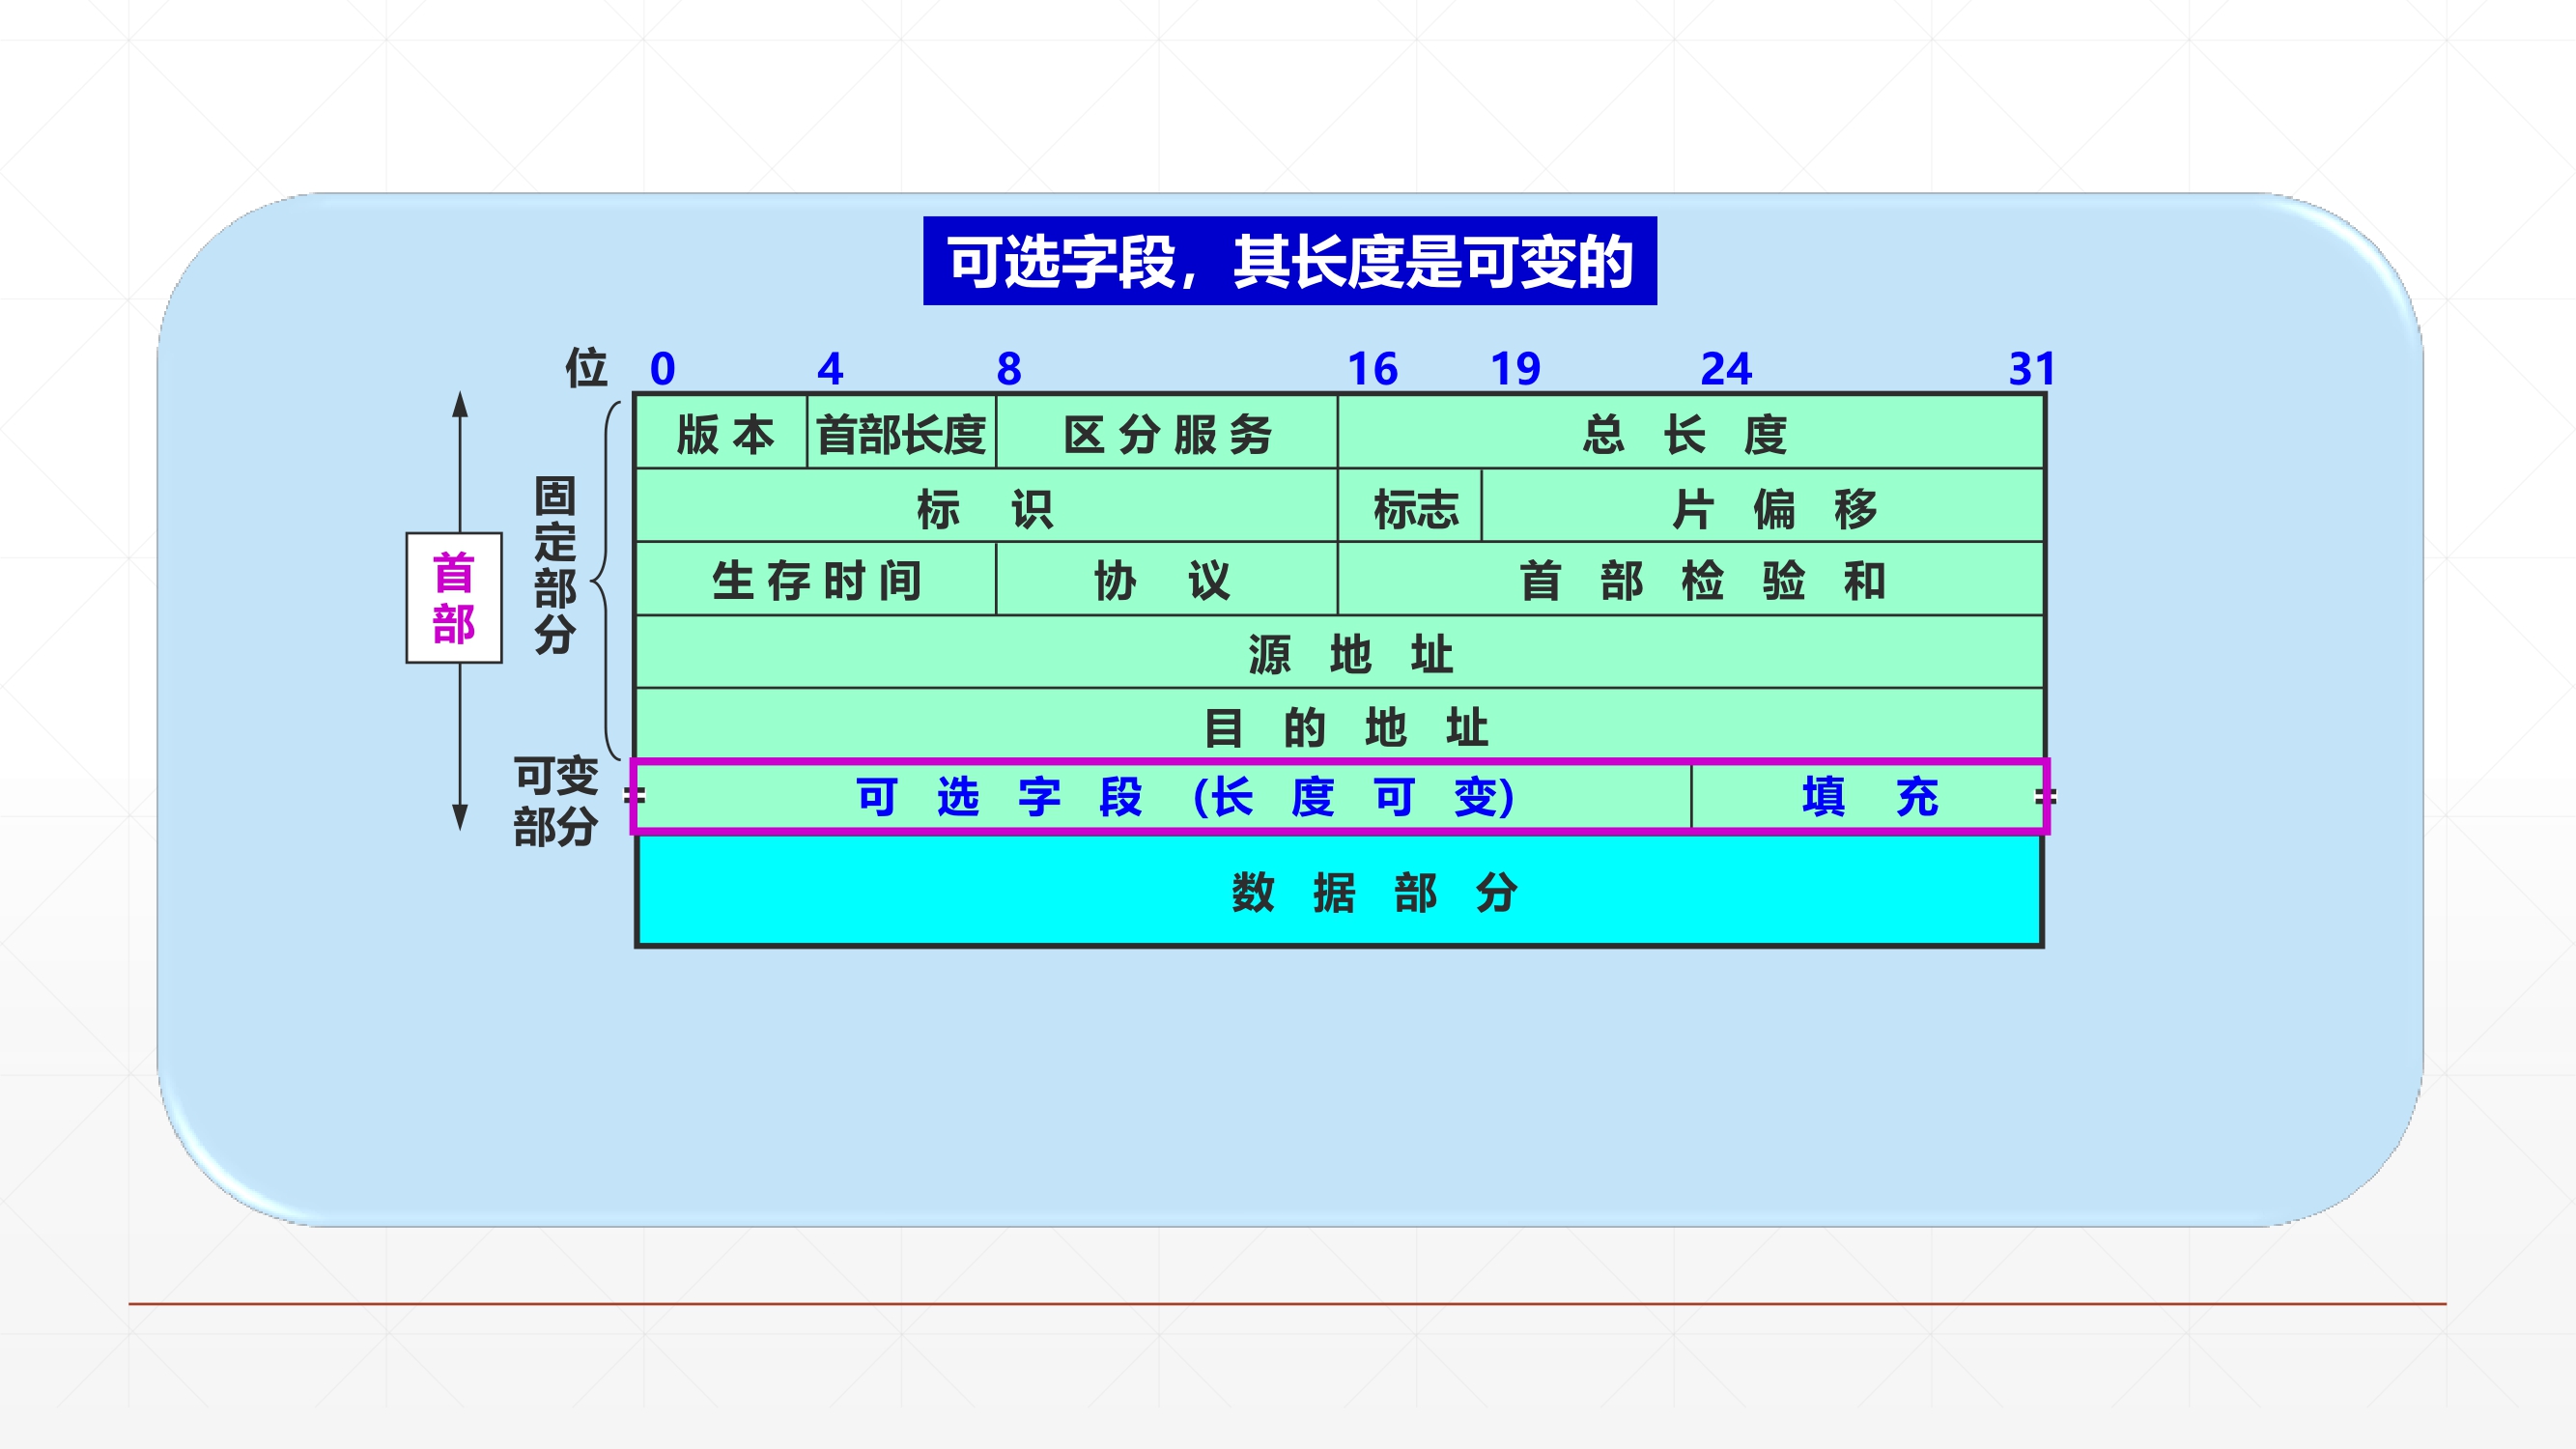 可选字段，其长度是可变的
位 0 4 8 16 19 24 31
版 本 首部长度 区 分 服 务 总 长 度
标 识 标志 片 偏 移
生 存 时 间 协 议 首 部 检 验 和
源 地 址
目 的 地 址
可 选 字 段 (长 度 可 变) 填 充
数 据 部 分
首部
固定部分
可变
部分